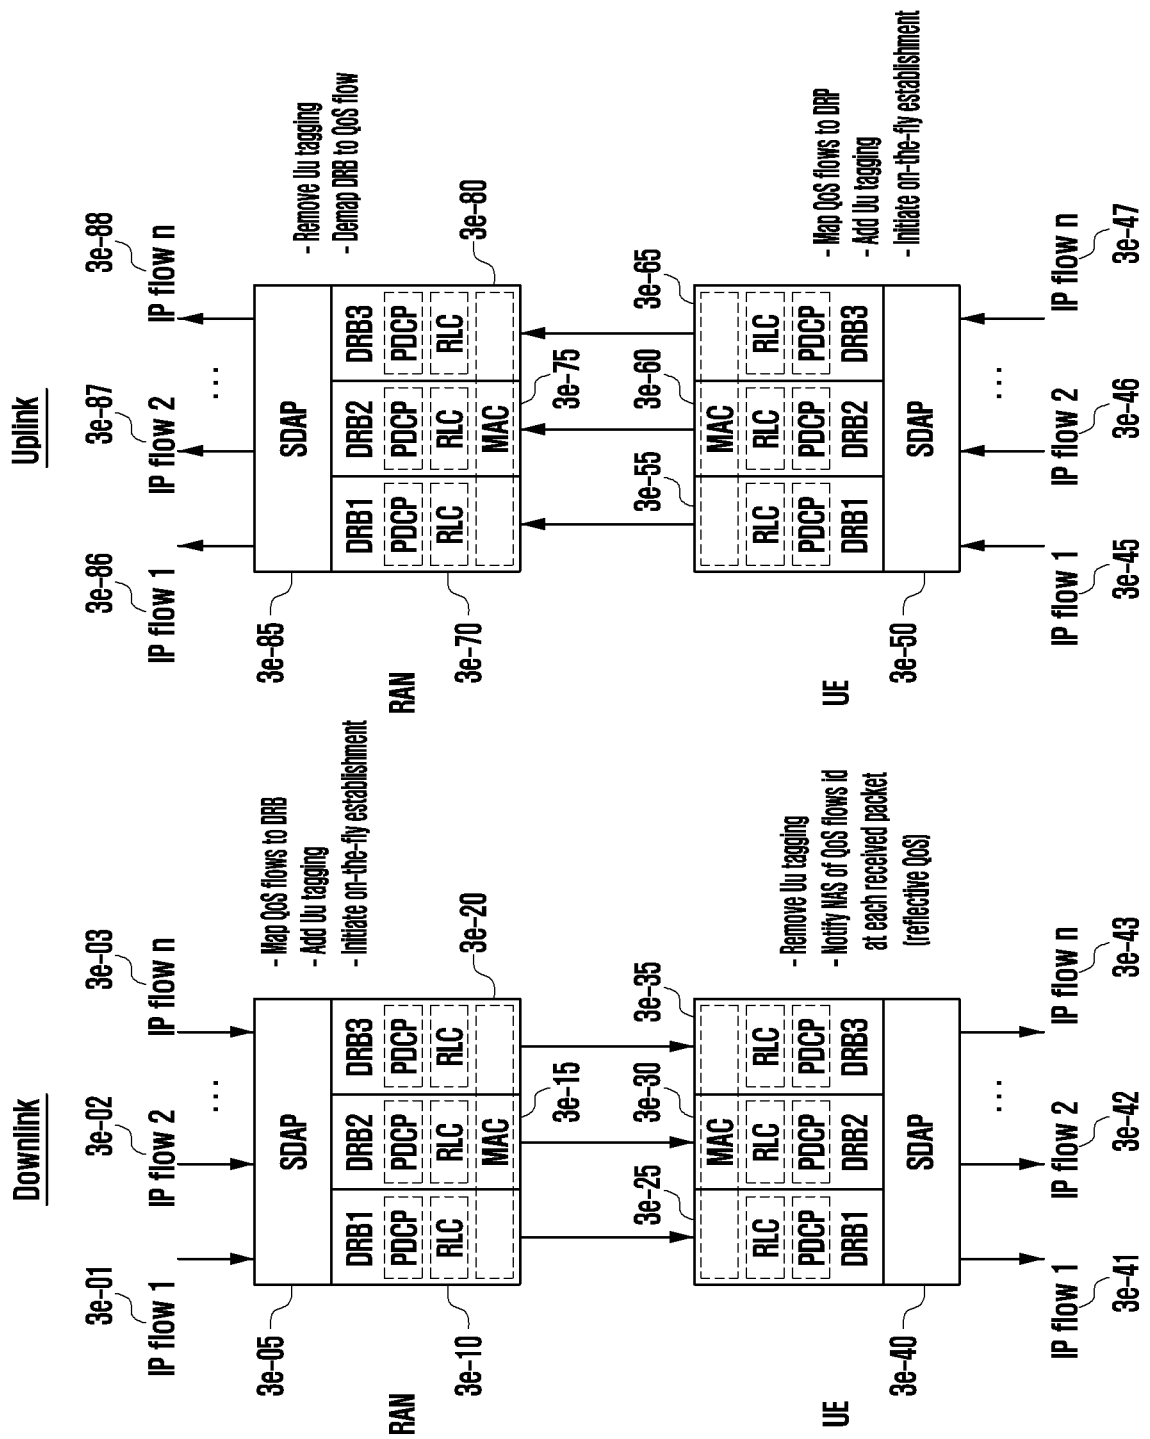 Downlink
3e-01
3e-02
3e-03
IP flow 1
IP flow 2
IP flow n
...
- Map QoS flows to DRB
- Add Uu tagging
- Initiate on-the-fly establishment
3e-05
SDAP
RAN
DRB1
DRB2
DRB3
PDCP
PDCP
PDCP
RLC
RLC
RLC
3e-10
MAC
3e-20
3e-15
3e-25
3e-30
3e-35
MAC
RLC
RLC
RLC
PDCP
PDCP
PDCP
UE
DRB1
DRB2
DRB3
- Remove Uu tagging
- Notify NAS of QoS flows id
at each received packet
(reflective QoS)
3e-40
SDAP
...
IP flow 1
IP flow 2
IP flow n
3e-41
3e-42
3e-43
Uplink
3e-86
3e-87
3e-88
IP flow 1
IP flow 2
IP flow n
...
- Remove Uu tagging
- Demap DRB to QoS flow
3e-85
SDAP
RAN
DRB1
DRB2
DRB3
PDCP
PDCP
PDCP
RLC
RLC
RLC
3e-70
MAC
3e-80
3e-75
3e-55
3e-60
3e-65
MAC
RLC
RLC
RLC
PDCP
PDCP
PDCP
UE
DRB1
DRB2
DRB3
- Map QoS flows to DRP
- Add Uu tagging
- Initiate on-the-fly establishment
3e-50
SDAP
...
IP flow 1
IP flow 2
IP flow n
3e-45
3e-46
3e-47